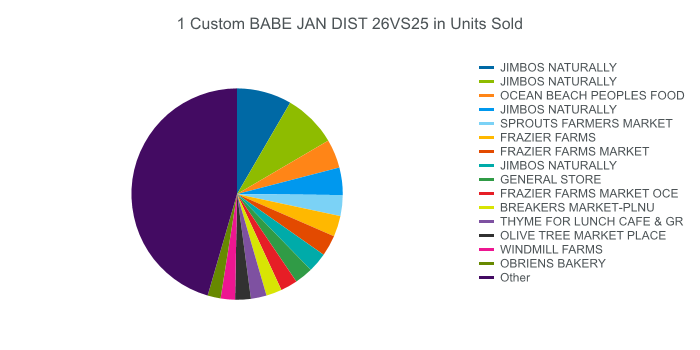 1 Custom BABE JAN DIST 26VS25 in Units Sold
JIMBOS NATURALLY
JIMBOS NATURALLY
OCEAN BEACH PEOPLES FOOD
JIMBOS NATURALLY
SPROUTS FARMERS MARKET
FRAZIER FARMS
FRAZIER FARMS MARKET
JIMBOS NATURALLY
GENERAL STORE
FRAZIER FARMS MARKET OCE
BREAKERS MARKET-PLNU
THYME FOR LUNCH CAFE & GR
OLIVE TREE MARKET PLACE
WINDMILL FARMS
OBRIENS BAKERY
Other